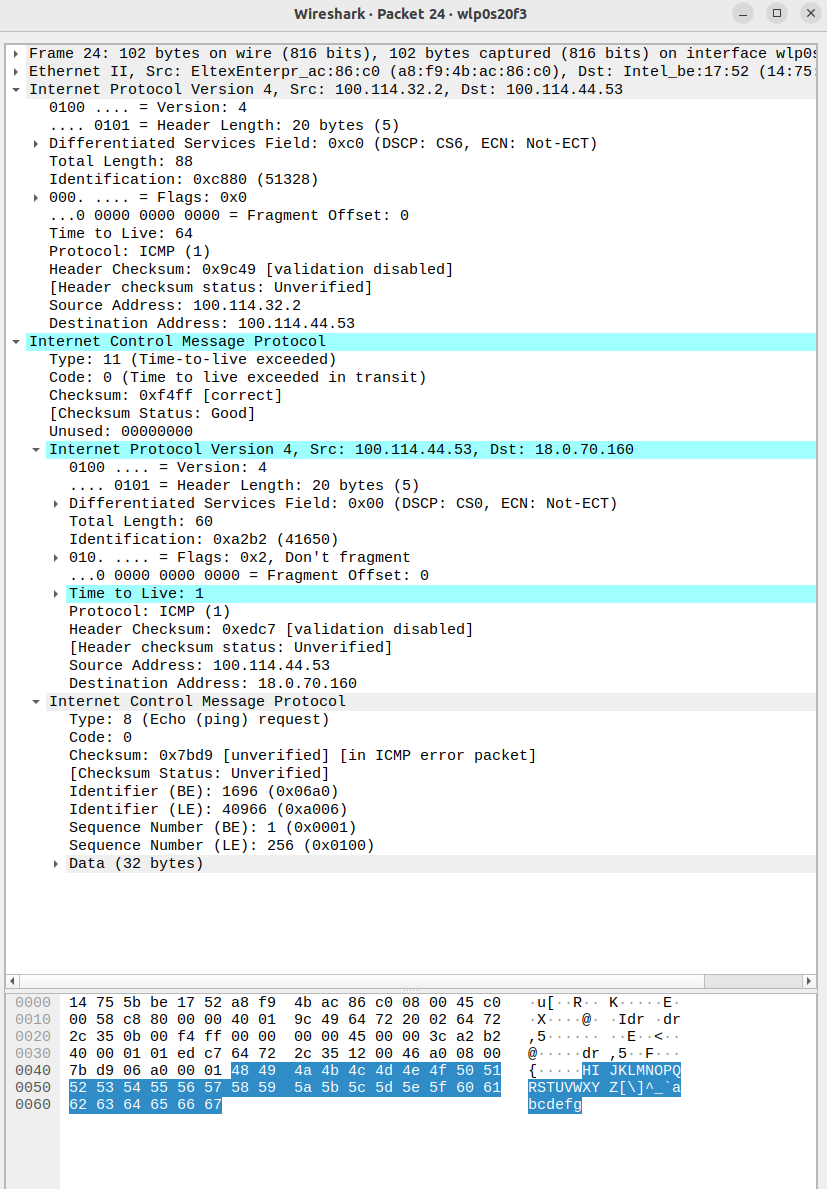 Wireshark · Packet 24 · wlp0s20f3
Frame 24: 102 bytes on wire (816 bits), 102 bytes captured (816 bits) on interface wlp0s
Ethernet II, Src: EltexEnterpr_ac:86:c0 (a8:f9:4b:ac:86:c0), Dst: Intel_be:17:52 (14:75:
Internet Protocol Version 4, Src: 100.114.32.2, Dst: 100.114.44.53
0100 .... = Version: 4
.... 0101 = Header Length: 20 bytes (5)
Differentiated Services Field: 0xc0 (DSCP: CS6, ECN: Not-ECT)
Total Length: 88
Identification: 0xc880 (51328)
000. .... = Flags: 0x0
...0 0000 0000 0000 = Fragment Offset: 0
Time to Live: 64
Protocol: ICMP (1)
Header Checksum: 0x9c49 [validation disabled]
[Header checksum status: Unverified]
Source Address: 100.114.32.2
Destination Address: 100.114.44.53
Internet Control Message Protocol
Type: 11 (Time-to-live exceeded)
Code: 0 (Time to live exceeded in transit)
Checksum: 0xf4ff [correct]
[Checksum Status: Good]
Unused: 00000000
Internet Protocol Version 4, Src: 100.114.44.53, Dst: 18.0.70.160
0100 .... = Version: 4
.... 0101 = Header Length: 20 bytes (5)
Differentiated Services Field: 0x00 (DSCP: CS0, ECN: Not-ECT)
Total Length: 60
Identification: 0xa2b2 (41650)
010. .... = Flags: 0x2, Don't fragment
...0 0000 0000 0000 = Fragment Offset: 0
Time to Live: 1
Protocol: ICMP (1)
Header Checksum: 0xedc7 [validation disabled]
[Header checksum status: Unverified]
Source Address: 100.114.44.53
Destination Address: 18.0.70.160
Internet Control Message Protocol
Type: 8 (Echo (ping) request)
Code: 0
Checksum: 0x7bd9 [unverified] [in ICMP error packet]
[Checksum Status: Unverified]
Identifier (BE): 1696 (0x06a0)
Identifier (LE): 40966 (0xa006)
Sequence Number (BE): 1 (0x0001)
Sequence Number (LE): 256 (0x0100)
Data (32 bytes)
0000 14 75 5b be 17 52 a8 f9 4b ac 86 c0 08 00 45 c0 ·u[··R·· K·····E·
0010 00 58 c8 80 00 00 40 01 9c 49 64 72 20 02 64 72 ·X····@· ·Idr ·dr
0020 2c 35 0b 00 f4 ff 00 00 00 00 45 00 00 3c a2 b2 ,5······ ··E··<··
0030 40 00 01 01 ed c7 64 72 2c 35 12 00 46 a0 08 00 @·····dr ,5··F···
0040 7b d9 06 a0 00 01 48 49 4a 4b 4c 4d 4e 4f 50 51 {·····HI JKLMNOPQ
0050 52 53 54 55 56 57 58 59 5a 5b 5c 5d 5e 5f 60 61 RSTUVWXY Z[\]^_`a
0060 62 63 64 65 66 67 bcdefg